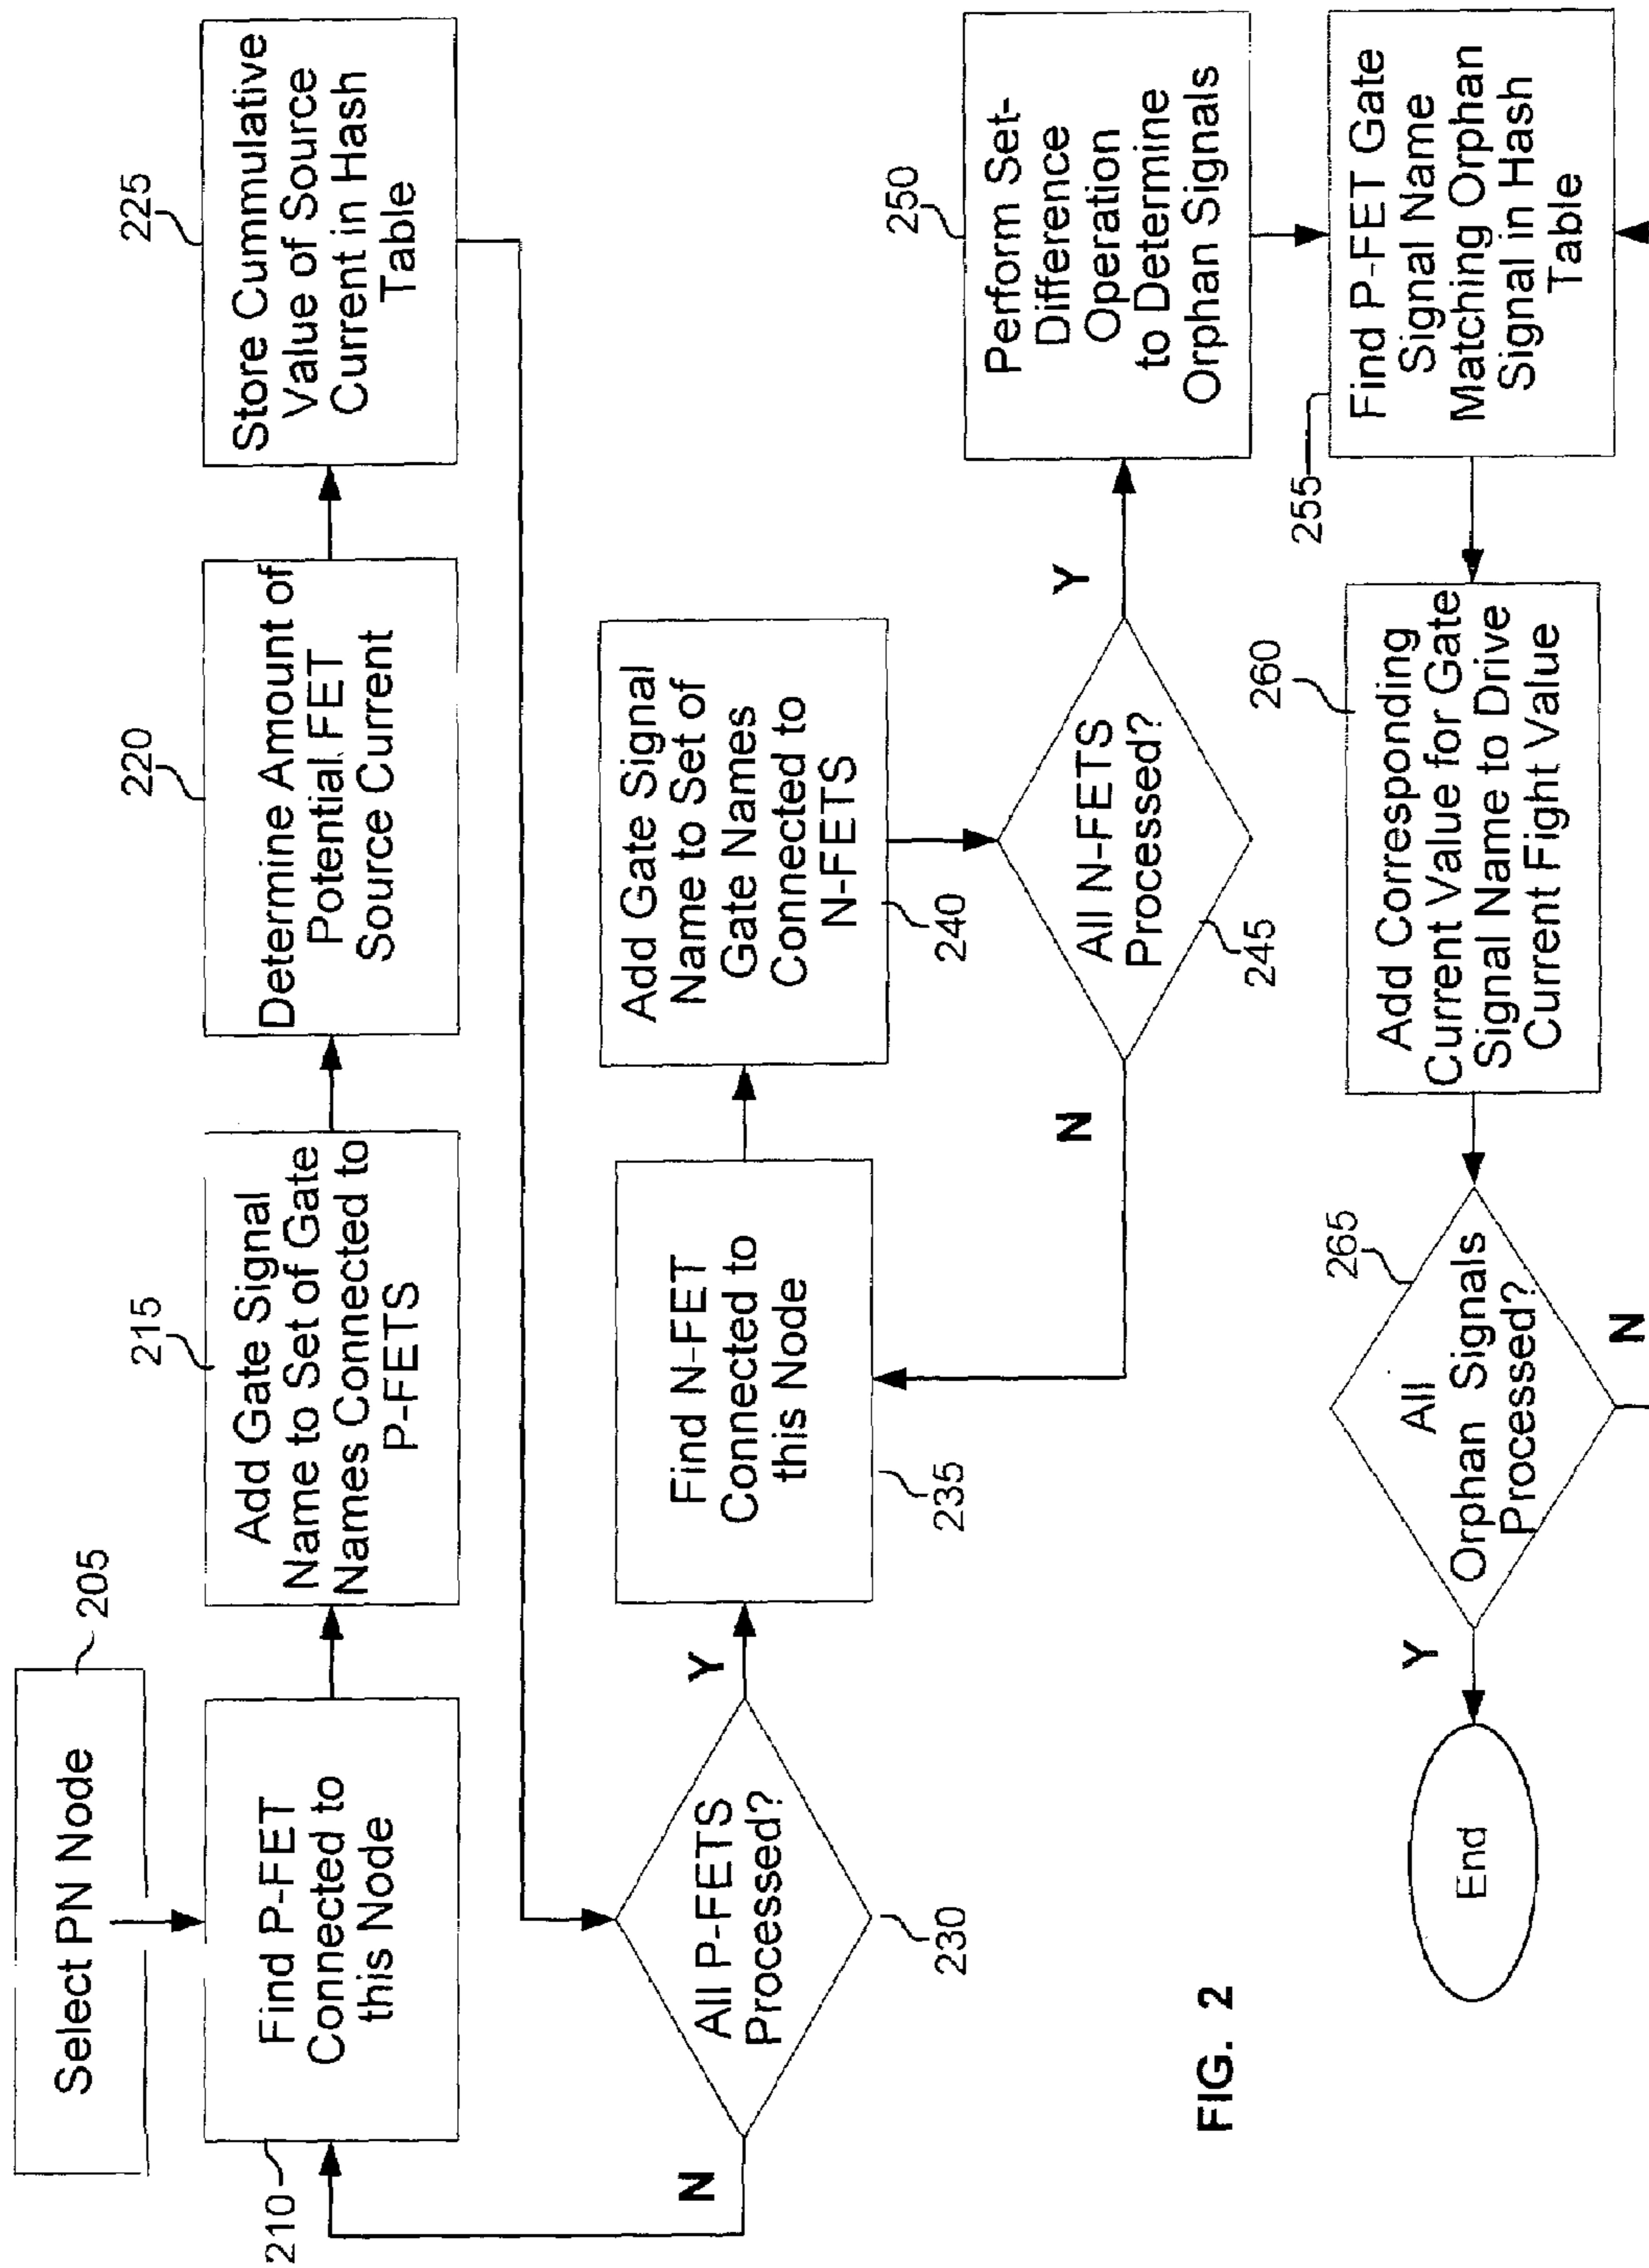 Select PN Node
205
Find P-FET
Connected to
this Node
210
Add Gate Signal
Name to Set of Gate
Names Connected to
P-FETS
215
Determine Amount of
Potential FET
Source Current
220
Store Cummulative
Value of Source
Current in Hash
Table
225
All P-FETS
Processed?
230
N
Y
Find N-FET
Connected to
this Node
235
Add Gate Signal
Name to Set of
Gate Names
Connected to
N-FETS
240
All N-FETS
Processed?
245
N
Y
Perform Set-
Difference
Operation
to Determine
Orphan Signals
250
Find P-FET Gate
Signal Name
Matching Orphan
Signal in Hash
Table
255
Add Corresponding
Current Value for Gate
Signal Name to Drive
Current Fight Value
260
All
Orphan Signals
Processed?
265
N
Y
End
FIG. 2